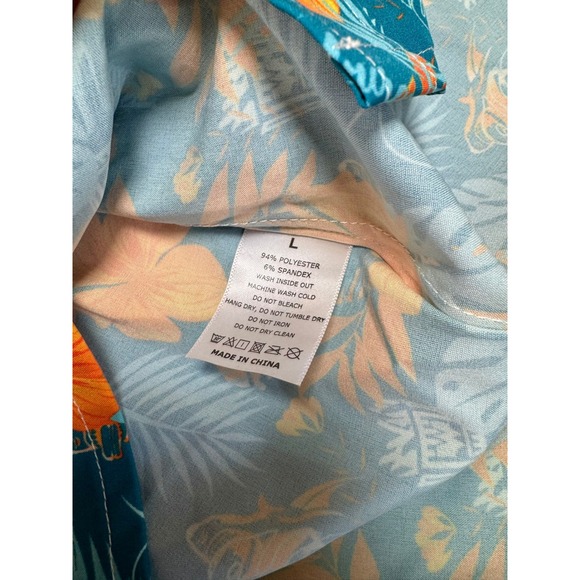 L
94% POLYESTER
6% SPANDEX
WASH INSIDE OUT
MACHINE WASH COLD
DO NOT BLEACH
HANG DRY, DO NOT TUMBLE DRY
DO NOT IRON
DO NOT DRY CLEAN
MADE IN CHINA